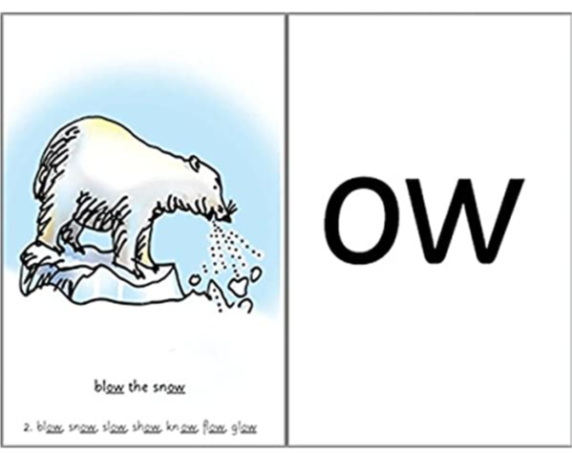 blow the snow
2. blow, snow, slow, show, know, flow, glow
ow